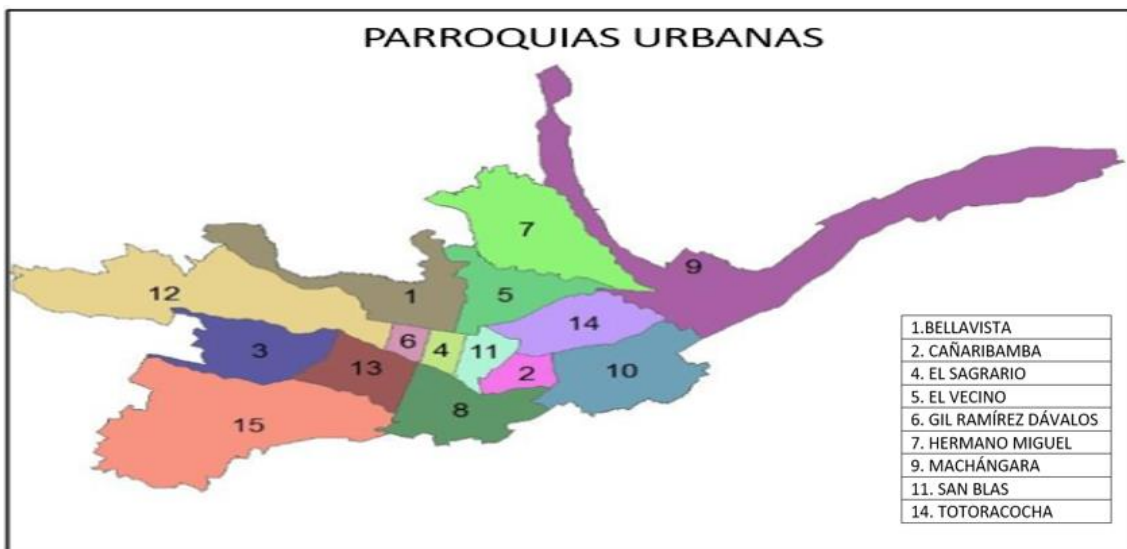 PARROQUIAS URBANAS
7
9
12
1
5
14
6
4
11
3
13
2
10
8
15
1.BELLAVISTA
2. CAÑARIBAMBA
4. EL SAGRARIO
5. EL VECINO
6. GIL RAMÍREZ DÁVALOS
7. HERMANO MIGUEL
9. MACHÁNGARA
11. SAN BLAS
14. TOTORACOCHA